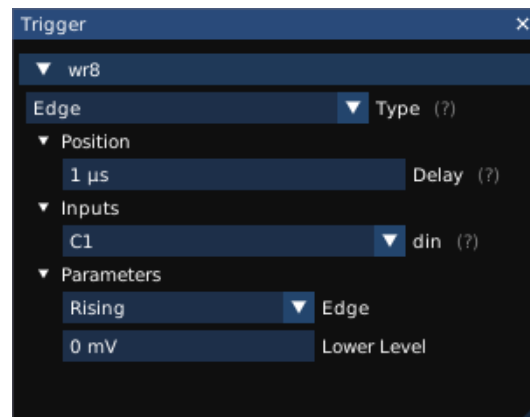 Trigger
wr8
Edge Type (?)
Position
1 µs Delay (?)
Inputs
C1 din (?)
Parameters
Rising Edge
0 mV Lower Level